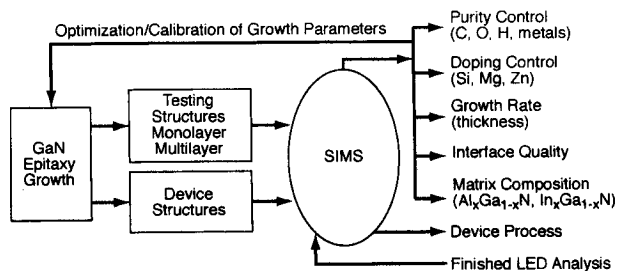 Optimization/Calibration of Growth Parameters
GaN
Epitaxy
Growth
Testing
Structures
Monolayer
Multilayer
Device
Structures
SIMS
Purity Control
(C, O, H, metals)
Doping Control
(Si, Mg, Zn)
Growth Rate
(thickness)
Interface Quality
Matrix Composition
(AlxGa1-xN, InxGa1-xN)
Device Process
Finished LED Analysis